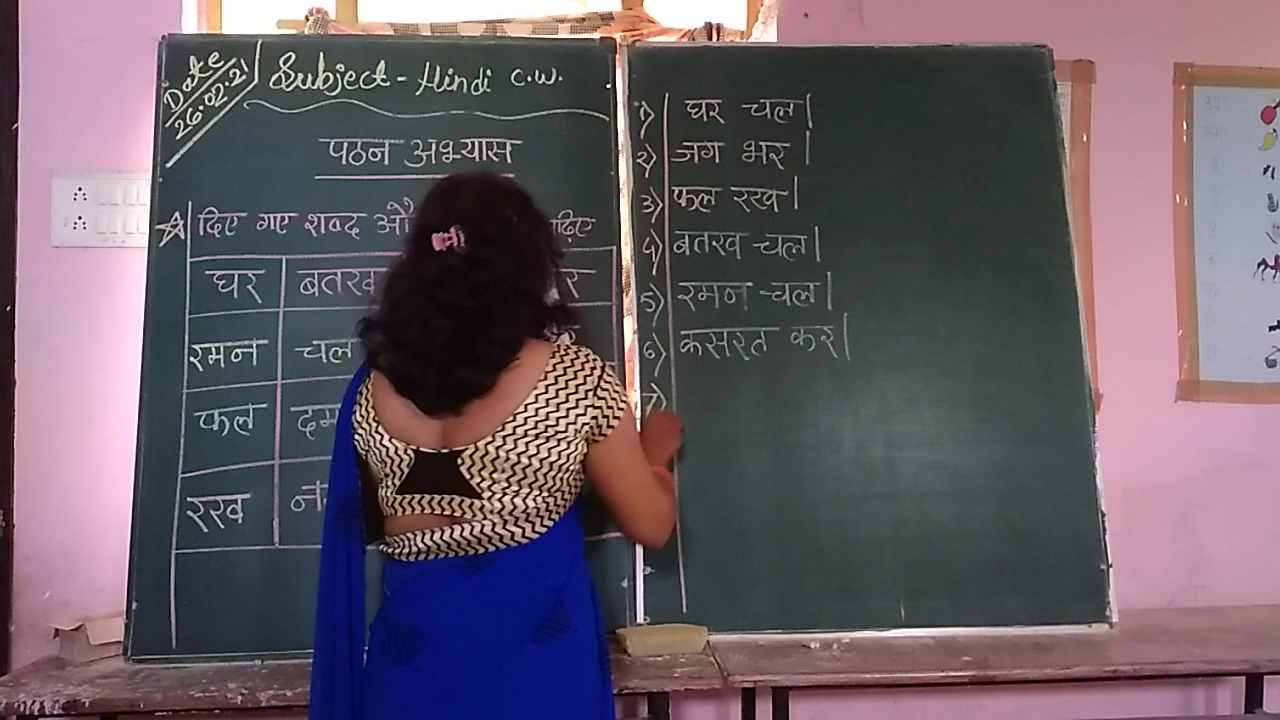 Date
26.02.21
Subject - Hindi C.W.
पठन अभ्यास
दिए गए शब्द
घर बतख
रमन चल
फल
रख
1) घर चल।
2) जग भर।
3) फल रख।
4) बतख चल।
5) रमन चल।
6) कसरत कर।
7)